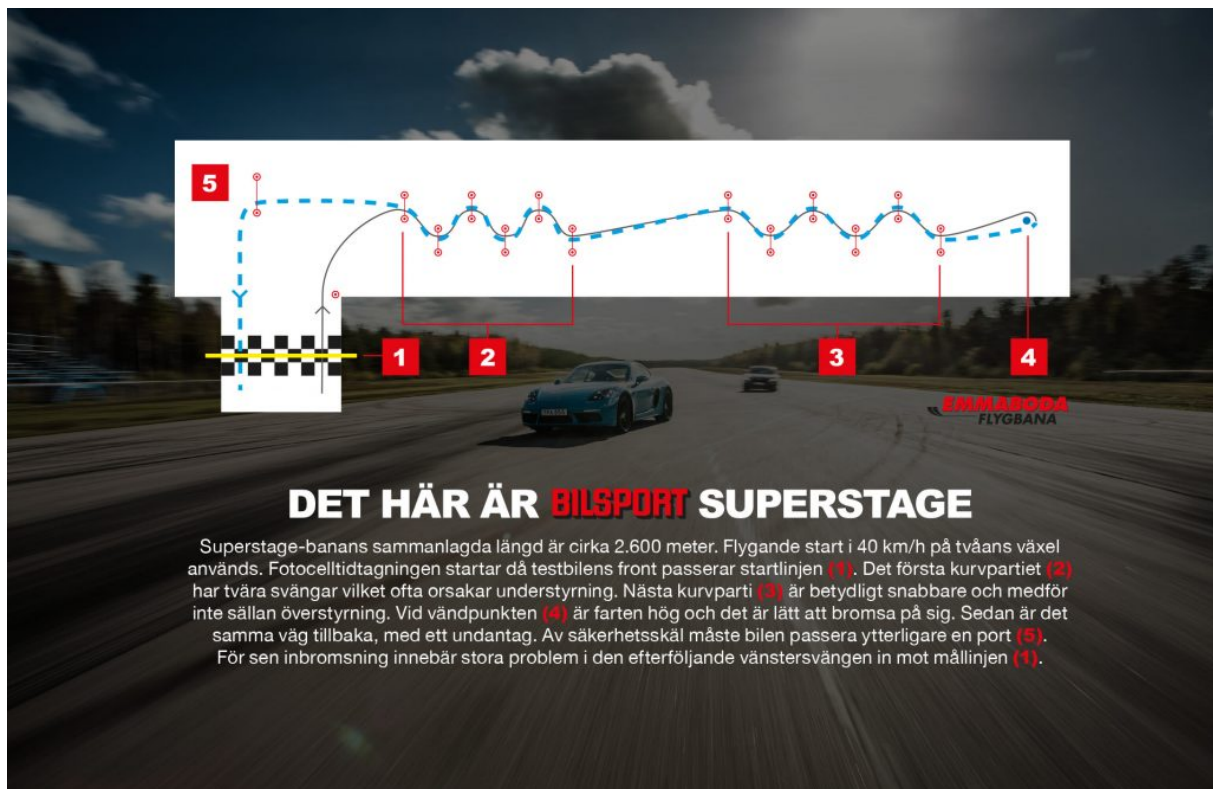 5
1
2
3
4
EMMABODA
FLYGBANA
DET HÄR ÄR BILSPORT SUPERSTAGE
Superstage-banans sammanlagda längd är cirka 2.600 meter. Flygande start i 40 km/h på tvåans växel
används. Fotocelltidtagningen startar då testbilens front passerar startlinjen (1). Det första kurvpartiet (2)
har tvära svängar vilket ofta orsakar understyrning. Nästa kurvparti (3) är betydligt snabbare och medför
inte sällan överstyrning. Vid vändpunkten (4) är farten hög och det är lätt att bromsa på sig. Sedan är det
samma väg tillbaka, med ett undantag. Av säkerhetsskäl måste bilen passera ytterligare en port (5).
För sen inbromsning innebär stora problem i den efterföljande vänstersvängen in mot mållinjen (1).